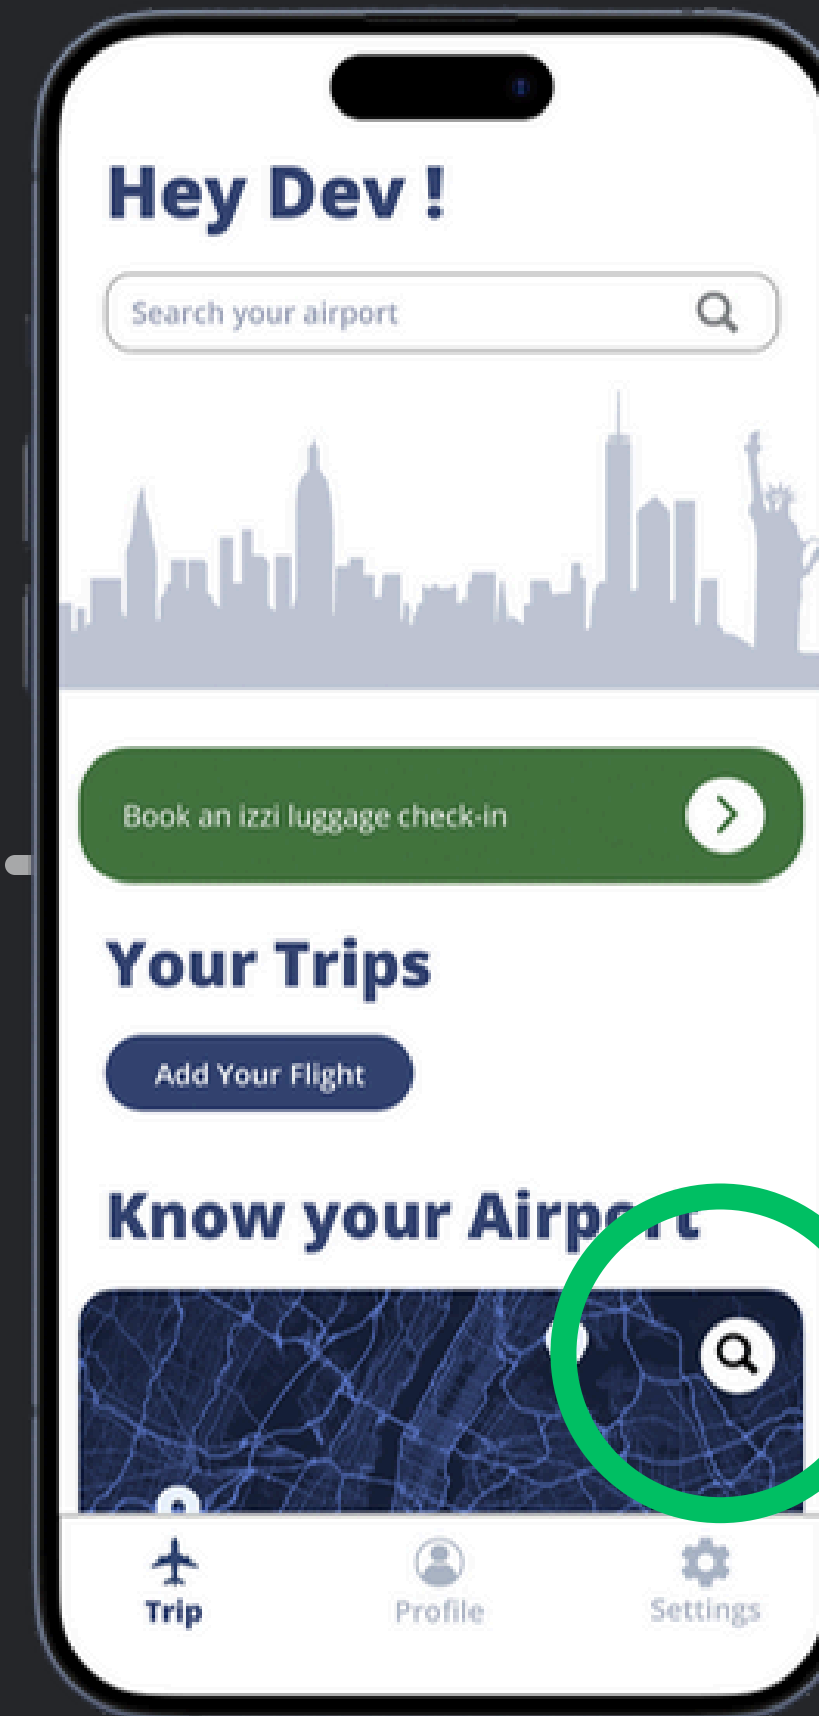 Hey Dev !
Search your airport
Book an izzi luggage check-in
Your Trips
Add Your Flight
Know your Airport
Trip
Profile
Settings